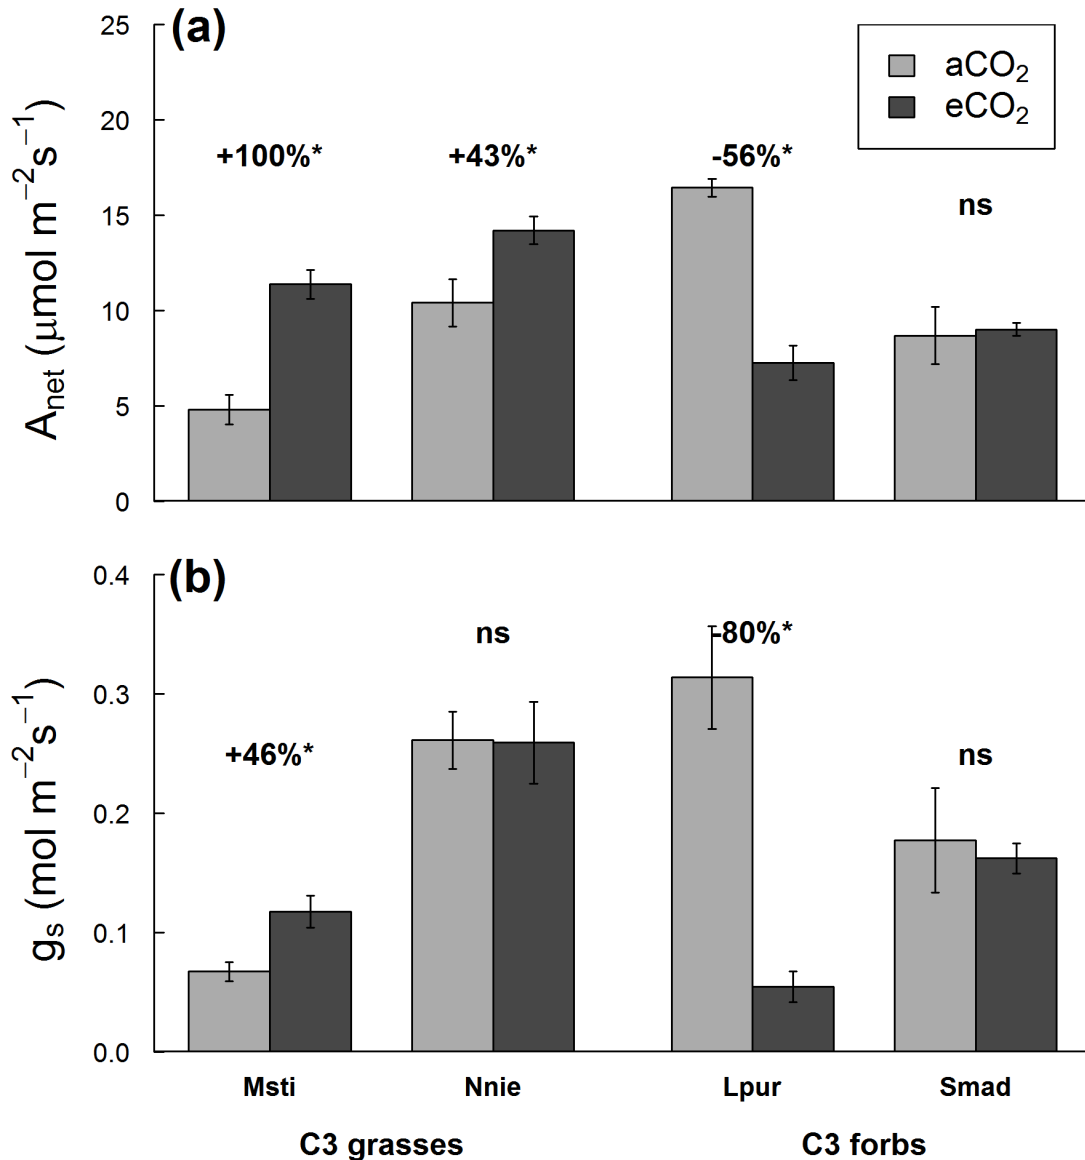 (a)
aCO₂
eCO₂
25
20
15
10
5
0
A_net (μmol m⁻²s⁻¹)
+100%*
+43%*
-56%*
ns
(b)
0.4
0.3
0.2
0.1
0.0
g_s (mol m⁻²s⁻¹)
+46%*
ns
-80%*
ns
Msti Nnie Lpur Smad
C3 grasses C3 forbs